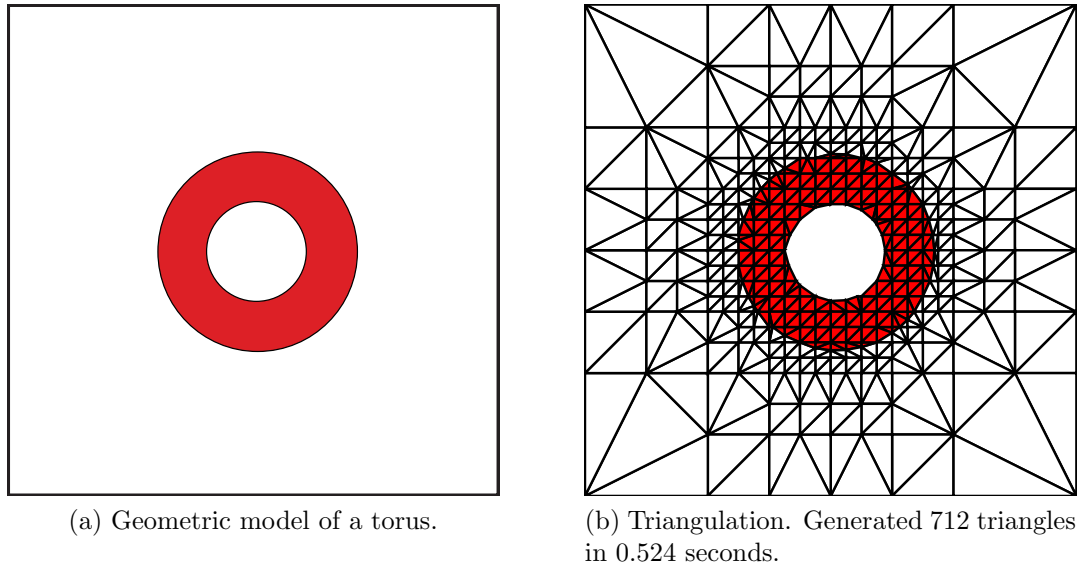 (a) Geometric model of a torus.
(b) Triangulation. Generated 712 triangles
in 0.524 seconds.